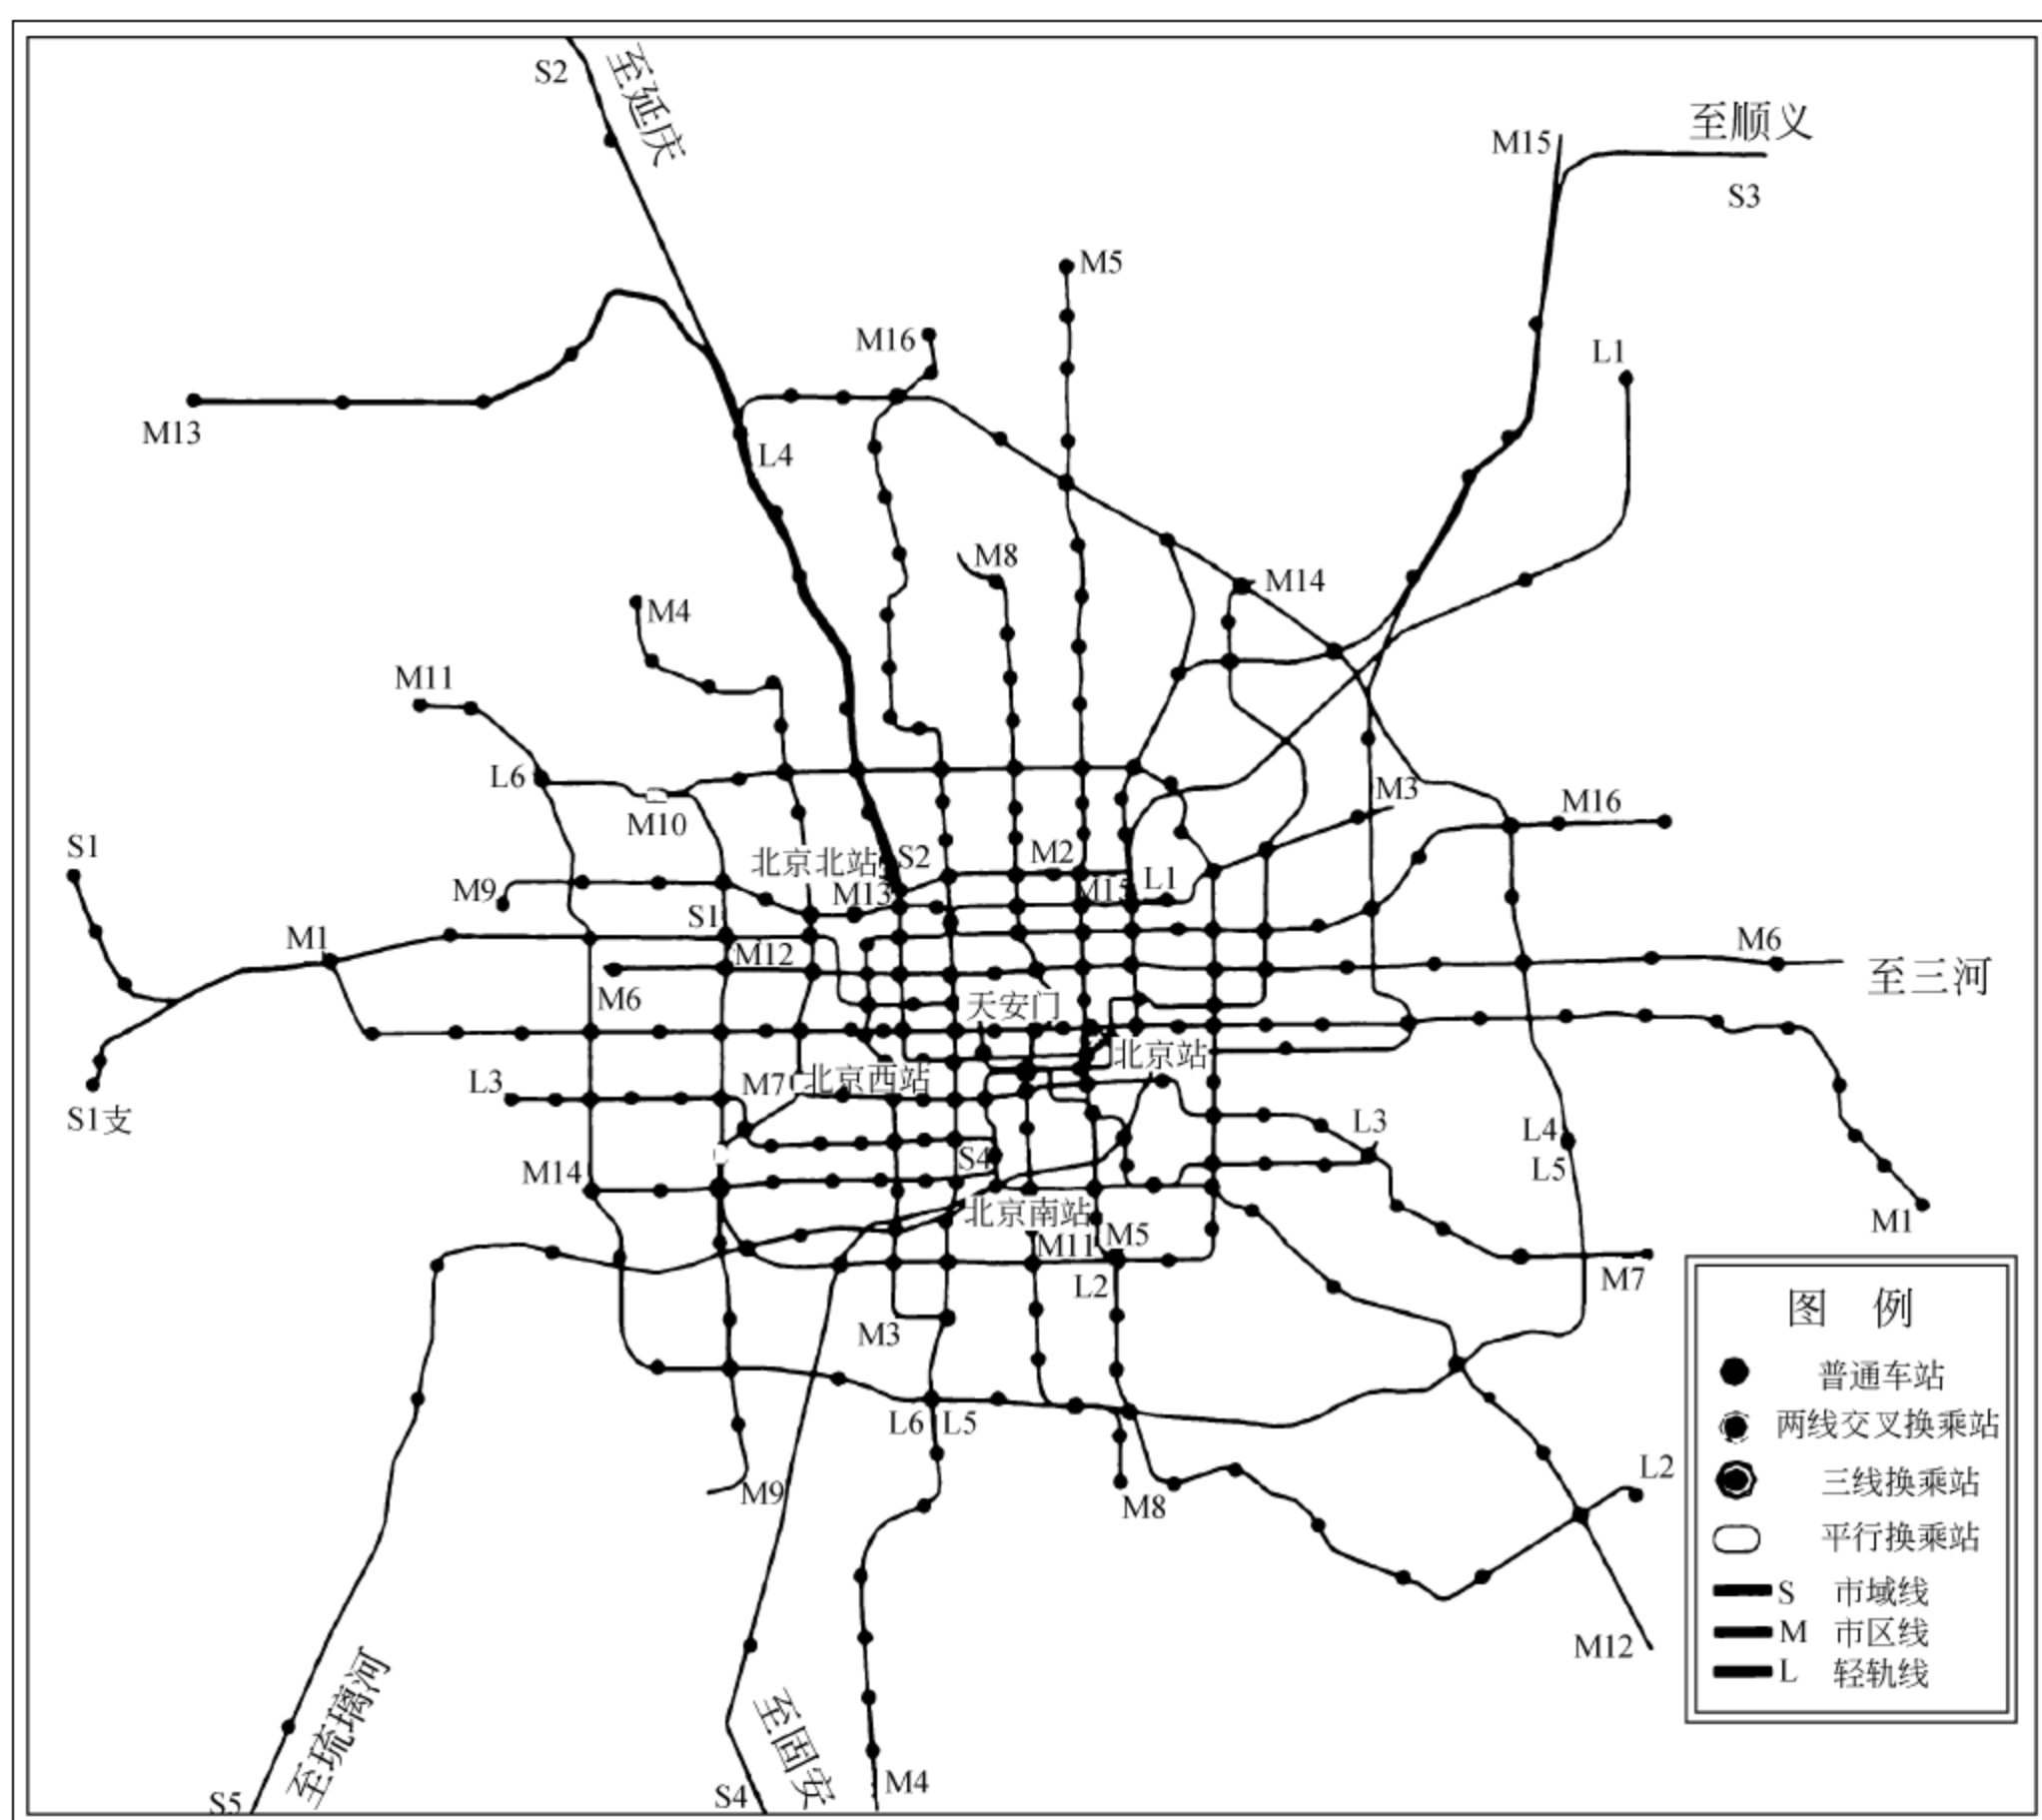 S2
至延庆
M15
至顺义
S3
M5
M16
L1
M13
L4
M8
M14
M4
M11
L6
M10
M3
M16
S1
北京北站
S2
M2
M9
M13
M15
L1
S1
M1
M12
M6
M6
至三河
天安门
北京站
L3
M7
北京西站
S1支
L3
L4
S4
L5
M14
北京南站
M1
M5
M11
M7
L2
M3
L6
L5
L2
M9
M8
M12
至琉璃河
至固安
M4
S5
S4
图 例
普通车站
两线交叉换乘站
三线换乘站
平行换乘站
S 市域线
M 市区线
L 轻轨线